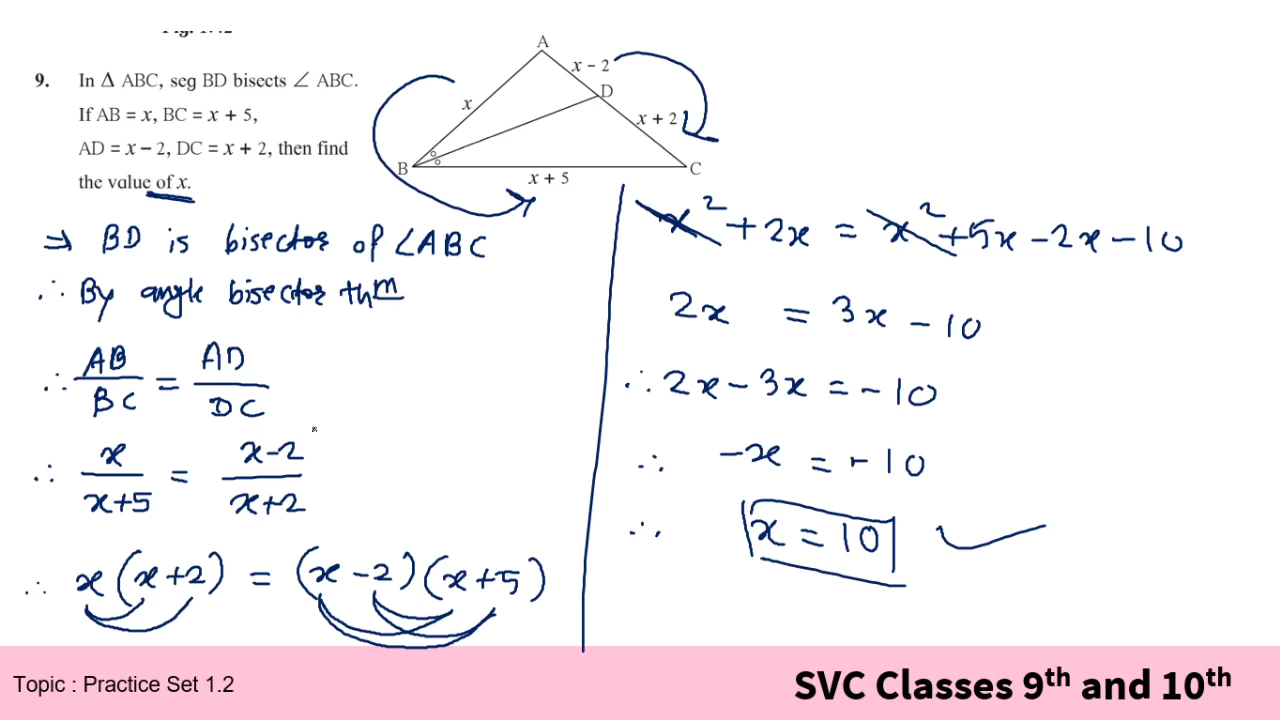 9. In Δ ABC, seg BD bisects ∠ ABC.
If AB = x, BC = x + 5,
AD = x – 2, DC = x + 2, then find
the value of x.
A
x – 2
D
x
x + 2
B
C
x + 5
⇒ BD is bisector of ∠ABC
∴ By angle bisector thm
∴ AB/BC = AD/DC
∴ x/x+5 = x-2/x+2
∴ x(x+2) = (x-2)(x+5)
x² + 2x = x² + 5x - 2x - 10
2x = 3x - 10
∴ 2x - 3x = -10
∴ -x = -10
∴ x = 10
Topic : Practice Set 1.2
SVC Classes 9th and 10th